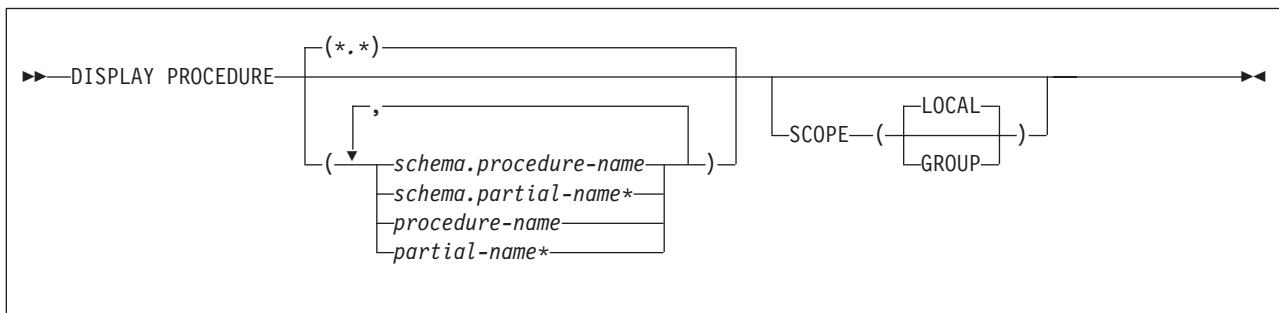 (*.*)
DISPLAY PROCEDURE
,
LOCAL
SCOPE ( )
GROUP
( schema.procedure-name )
schema.partial-name*
procedure-name
partial-name*